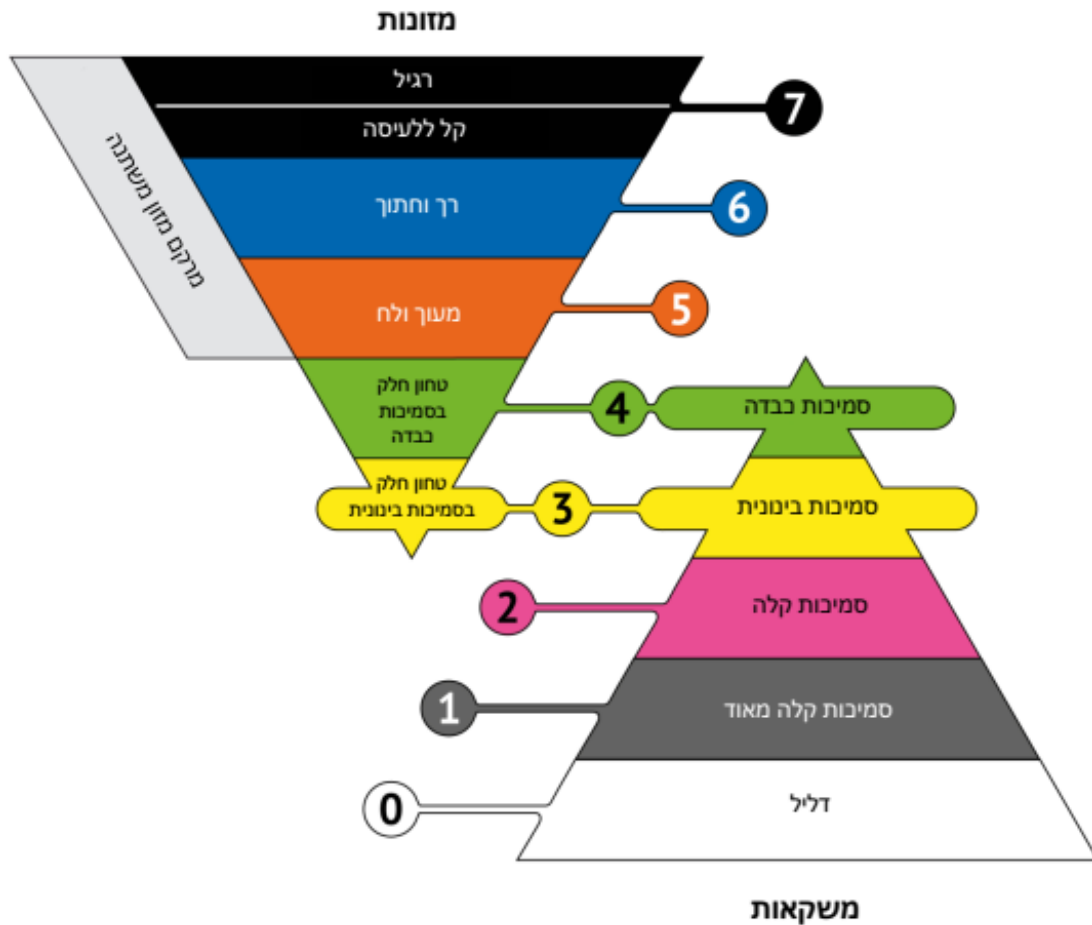 מזונות
רגיל
קל ללעיסה
7
מרקם מזון משתנה
רך וחתוך
6
מעוך ולח
5
טחון חלק
בסמיכות
כבדה
4
סמיכות כבדה
טחון חלק
בסמיכות בינונית
3
סמיכות בינונית
2
סמיכות קלה
1
סמיכות קלה מאוד
0
דליל
משקאות